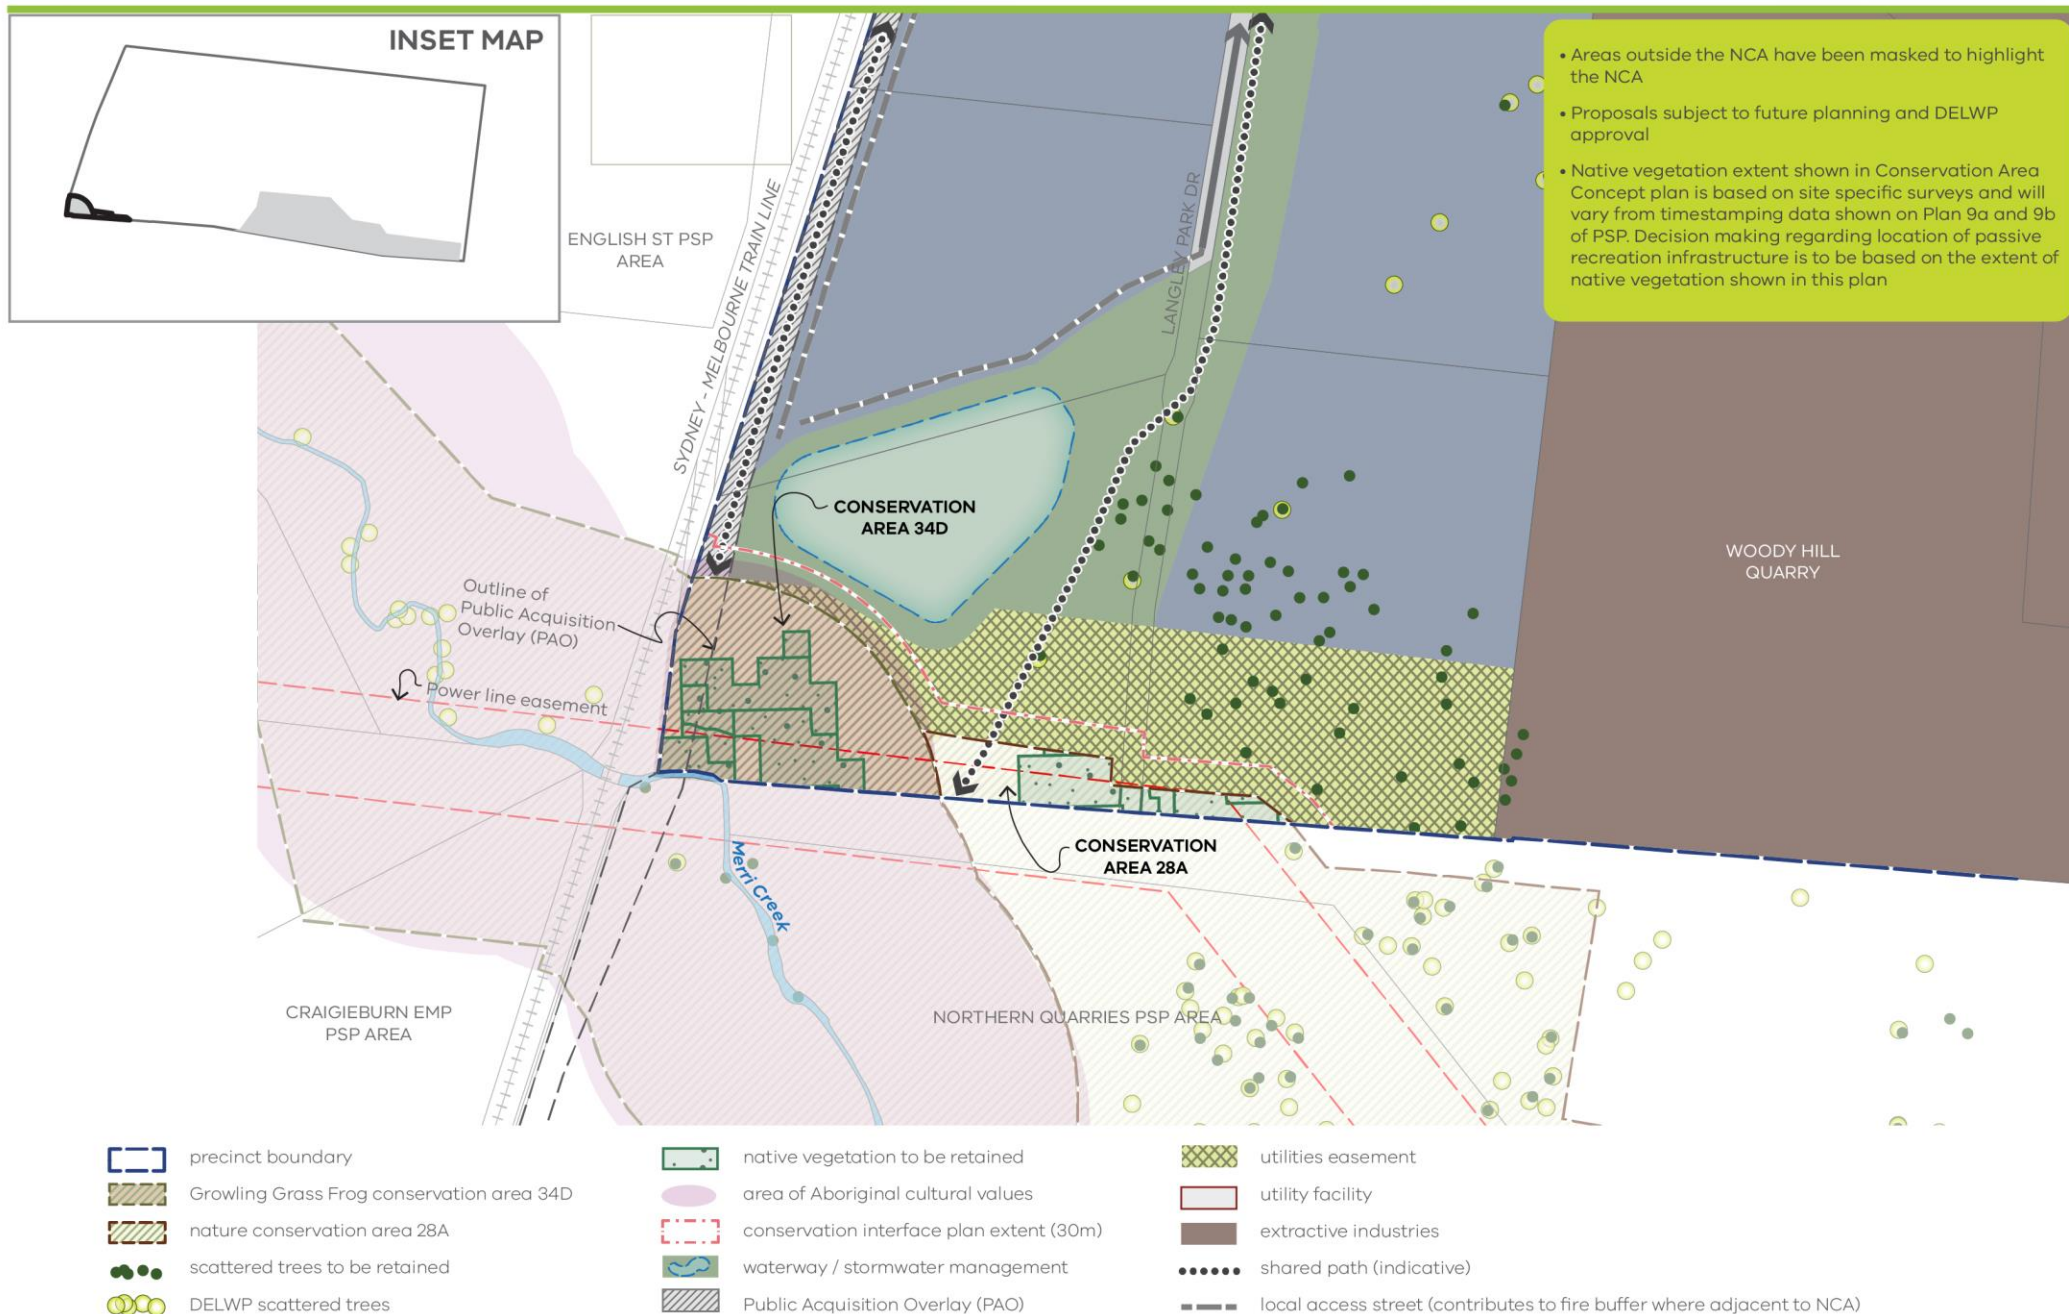 INSET MAP
• Areas outside the NCA have been masked to highlight
the NCA
• Proposals subject to future planning and DELWP
approval
• Native vegetation extent shown in Conservation Area
Concept plan is based on site specific surveys and will
vary from timestamping data shown on Plan 9a and 9b
of PSP. Decision making regarding location of passive
recreation infrastructure is to be based on the extent of
native vegetation shown in this plan
ENGLISH ST PSP
AREA
SYDNEY - MELBOURNE TRAIN LINE
LANGLEY PARK DR
CONSERVATION
AREA 34D
WOODY HILL
QUARRY
Outline of
Public Acquisition
Overlay (PAO)
Power line easement
CONSERVATION
AREA 28A
Merri Creek
CRAIGIEBURN EMP
PSP AREA
NORTHERN QUARRIES PSP AREA
precinct boundary
Growling Grass Frog conservation area 34D
nature conservation area 28A
scattered trees to be retained
DELWP scattered trees
native vegetation to be retained
area of Aboriginal cultural values
conservation interface plan extent (30m)
waterway / stormwater management
Public Acquisition Overlay (PAO)
utilities easement
utility facility
extractive industries
shared path (indicative)
local access street (contributes to fire buffer where adjacent to NCA)